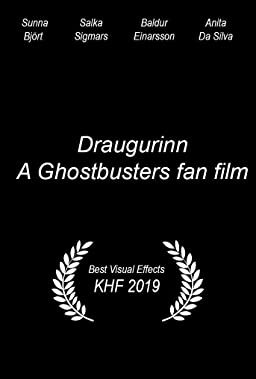 Sunna Salka Baldur Anita
Björt Sigmars Einarsson Da Silva
Draugurinn
A Ghostbusters fan film
Best Visual Effects
KHF 2019